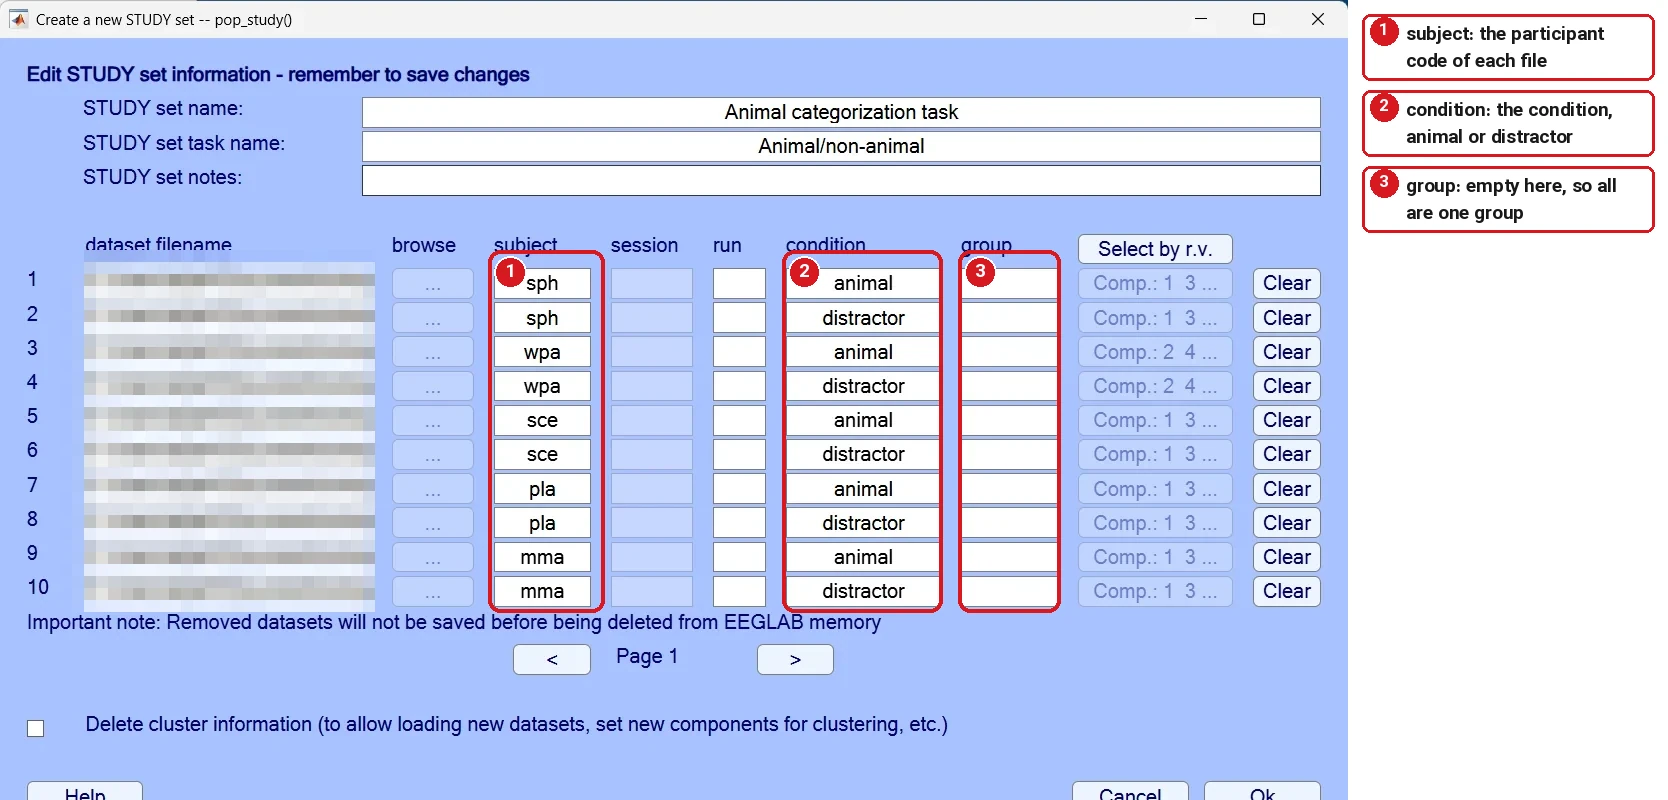 Create a new STUDY set -- pop_study()
Edit STUDY set information - remember to save changes
STUDY set name: Animal categorization task
STUDY set task name: Animal/non-animal
STUDY set notes:
dataset filename browse subject session run condition group Select by r.v.
1 ... sph animal Comp.: 1 3 ... Clear
2 ... sph distractor Comp.: 1 3 ... Clear
3 ... wpa animal Comp.: 2 4 ... Clear
4 ... wpa distractor Comp.: 2 4 ... Clear
5 ... sce animal Comp.: 1 3 ... Clear
6 ... sce distractor Comp.: 1 3 ... Clear
7 ... pla animal Comp.: 1 3 ... Clear
8 ... pla distractor Comp.: 1 3 ... Clear
9 ... mma animal Comp.: 1 3 ... Clear
10 ... mma distractor Comp.: 1 3 ... Clear
1 2 3
Important note: Removed datasets will not be saved before being deleted from EEGLAB memory
< Page 1 >
Delete cluster information (to allow loading new datasets, set new components for clustering, etc.)
Help Cancel Ok
1 subject: the participant
code of each file
2 condition: the condition,
animal or distractor
3 group: empty here, so all
are one group